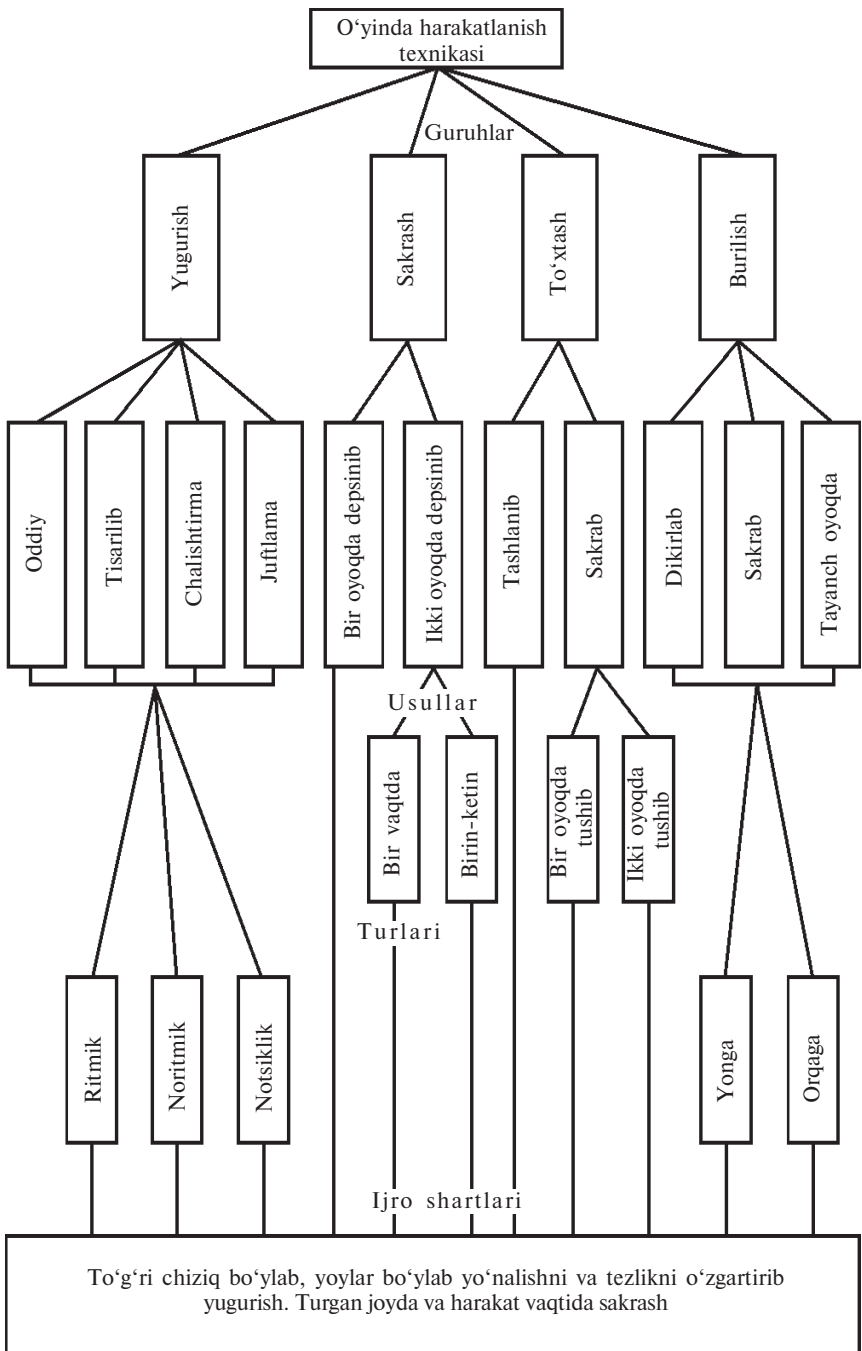 O‘yinda harakatlanish
texnikasi
Guruhlar
Yugurish
Sakrash
To‘xtash
Burilish
Oddiy
Tisarilib
Chalishtirma
Juftlama
Bir oyoqda depsinib
Ikki oyoqda depsinib
Tashlanib
Sakrab
Dikirlab
Sakrab
Tayanch oyoqda
Usullar
Bir vaqtda
Birin-ketin
Bir oyoqda
tushib
Ikki oyoqda
tushib
Turlari
Ritmik
Noritmik
Notsiklik
Yonga
Orqaga
Ijro shartlari
To‘g‘ri chiziq bo‘ylab, yoylar bo‘ylab yo‘nalishni va tezlikni o‘zgartirib
yugurish. Turgan joyda va harakat vaqtida sakrash